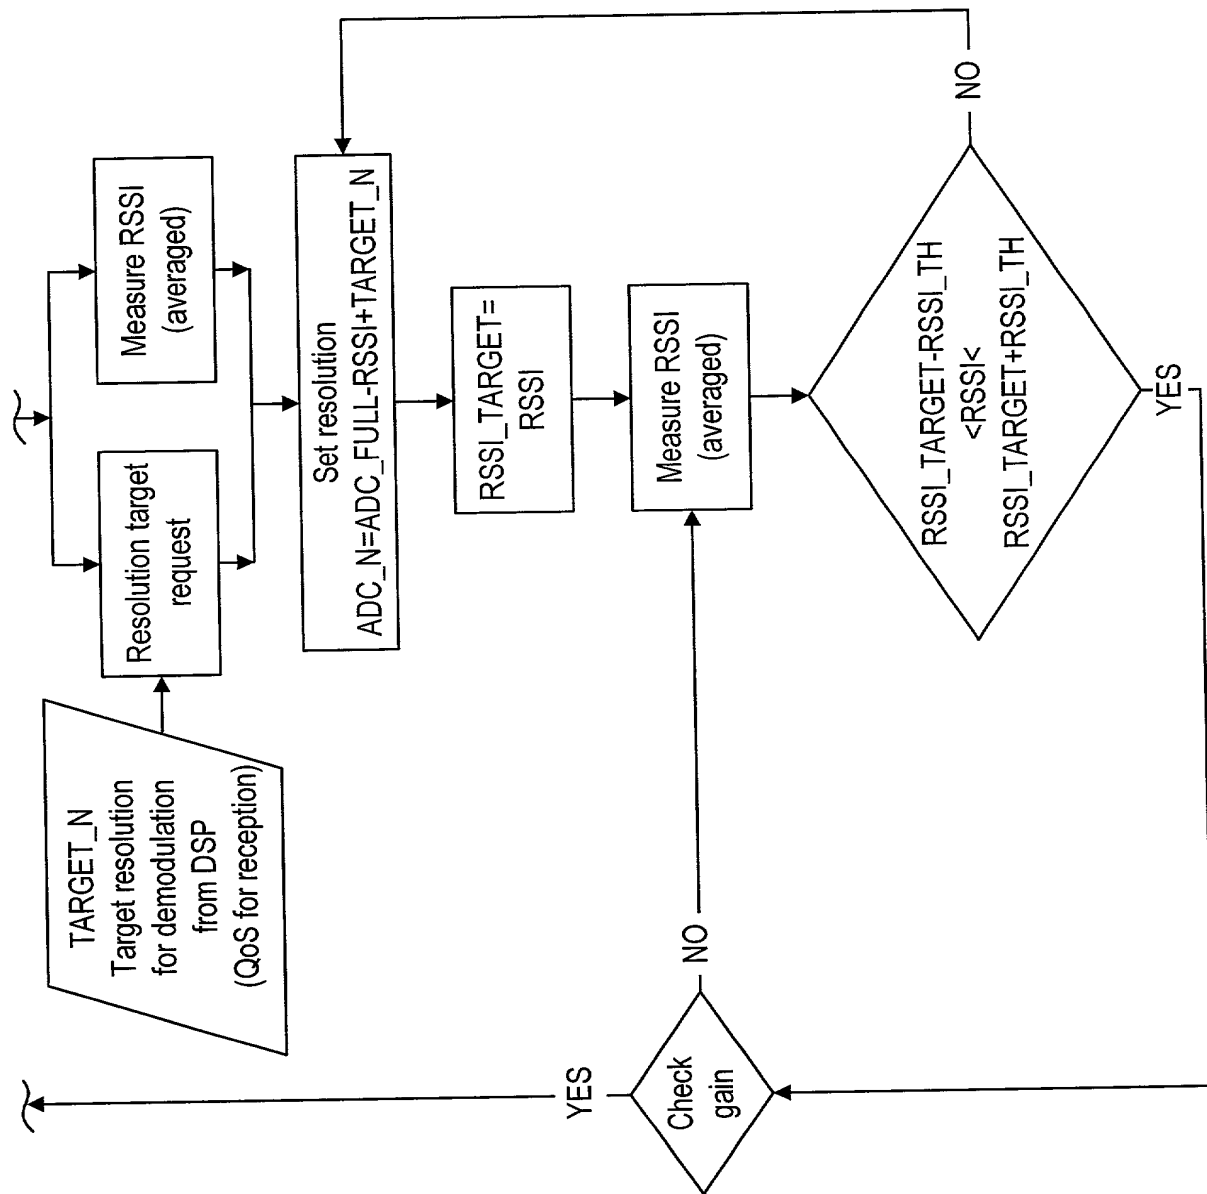 TARGET_N
Target resolution
for demodulation
from DSP
(QoS for reception)
Resolution target
request
Measure RSSI
(averaged)
Set resolution
ADC_N=ADC_FULL-RSSI+TARGET_N
RSSI_TARGET=
RSSI
Measure RSSI
(averaged)
RSSI_TARGET-RSSI_TH
<RSSI<
RSSI_TARGET+RSSI_TH
NO
YES
Check
gain
NO
YES